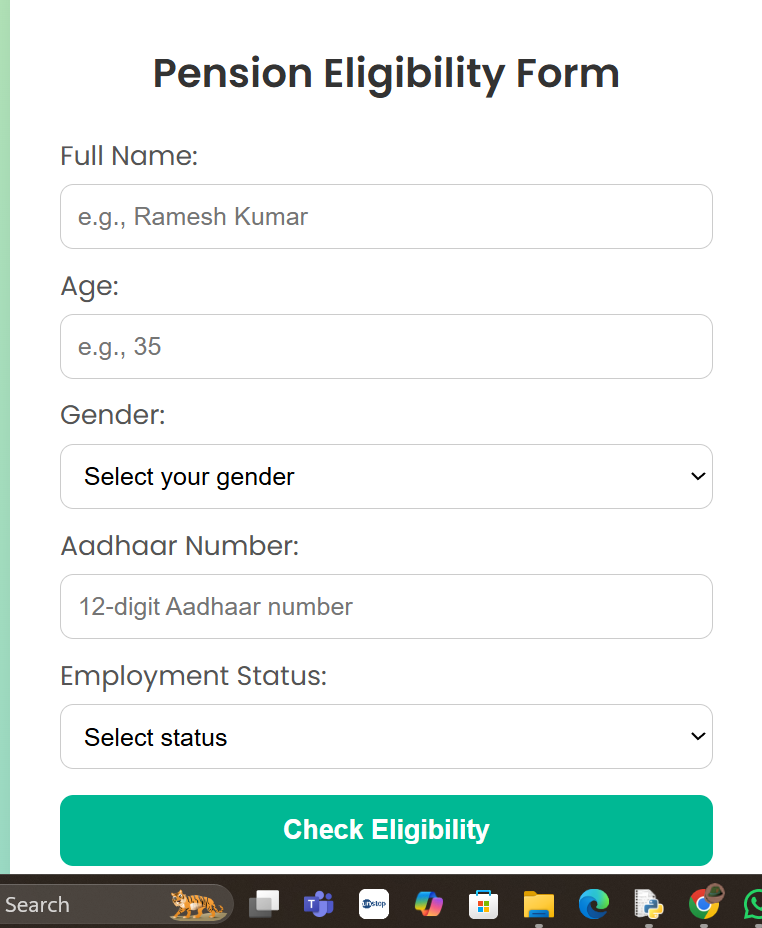 Pension Eligibility Form
Full Name:
e.g., Ramesh Kumar
Age:
e.g., 35
Gender:
Select your gender
Aadhaar Number:
12-digit Aadhaar number
Employment Status:
Select status
Check Eligibility
Search
T
unstop